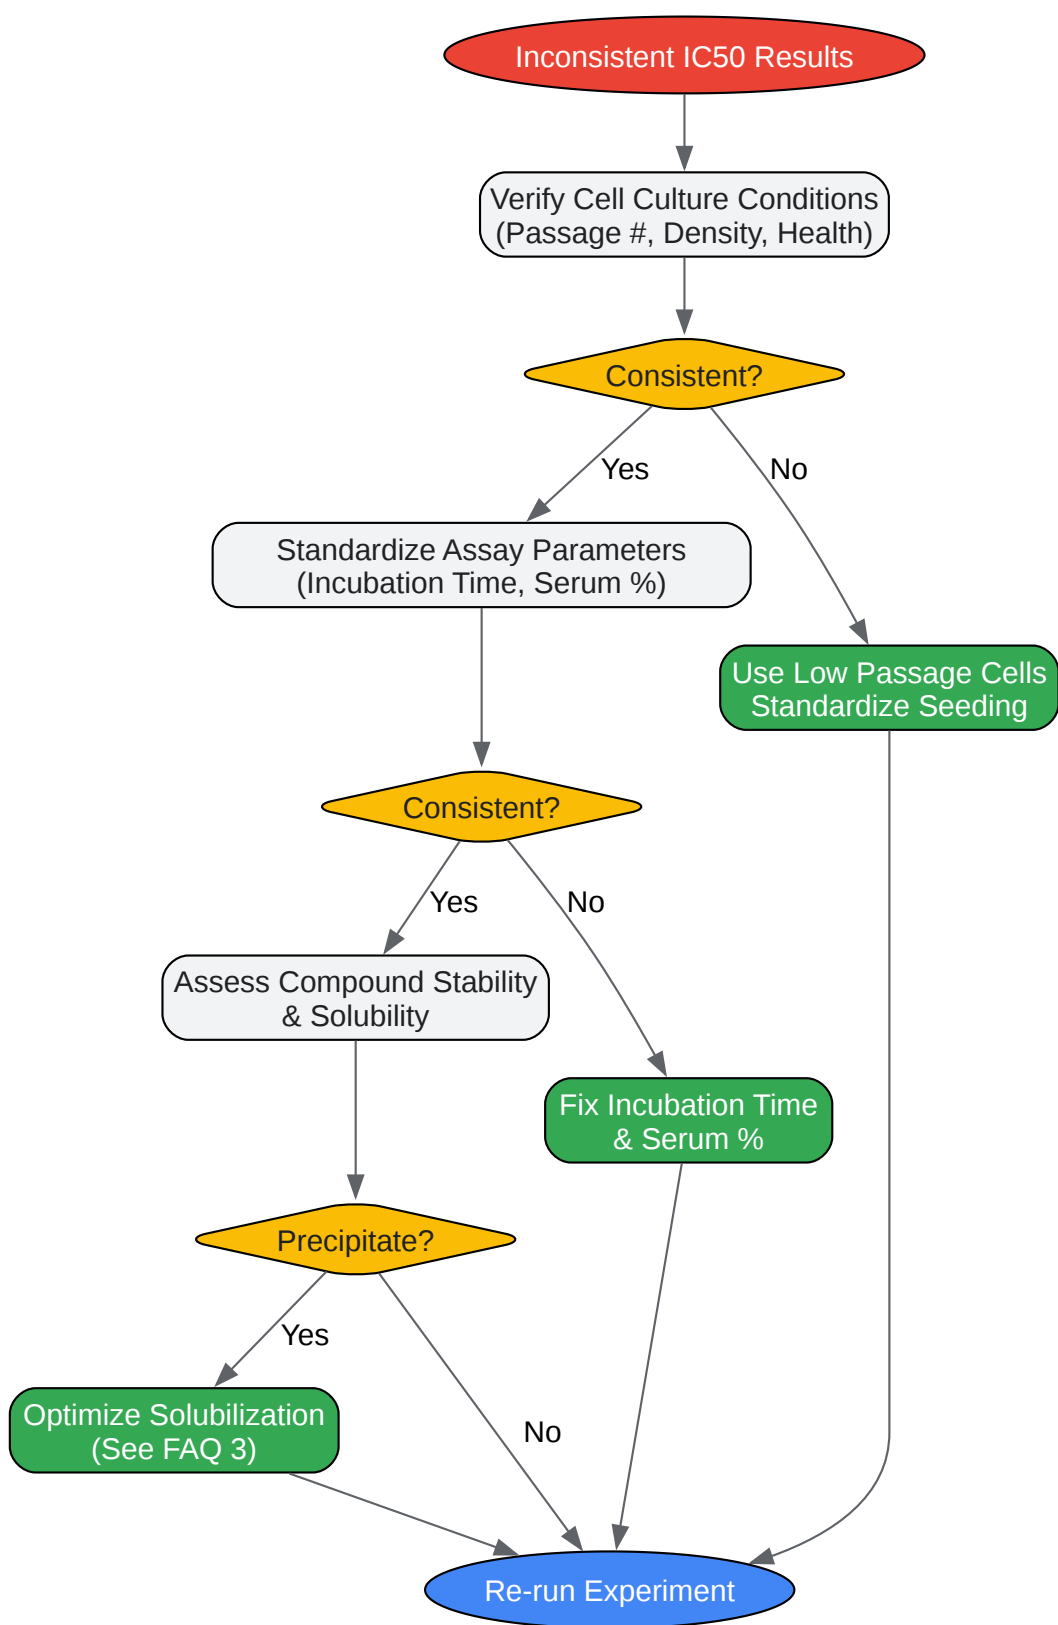 Inconsistent IC50 Results
Verify Cell Culture Conditions
(Passage #, Density, Health)
Consistent?
Yes
No
Standardize Assay Parameters
(Incubation Time, Serum %)
Use Low Passage Cells
Standardize Seeding
Consistent?
Yes
No
Assess Compound Stability
& Solubility
Fix Incubation Time
& Serum %
Precipitate?
Yes
Optimize Solubilization
(See FAQ 3)
No
Re-run Experiment